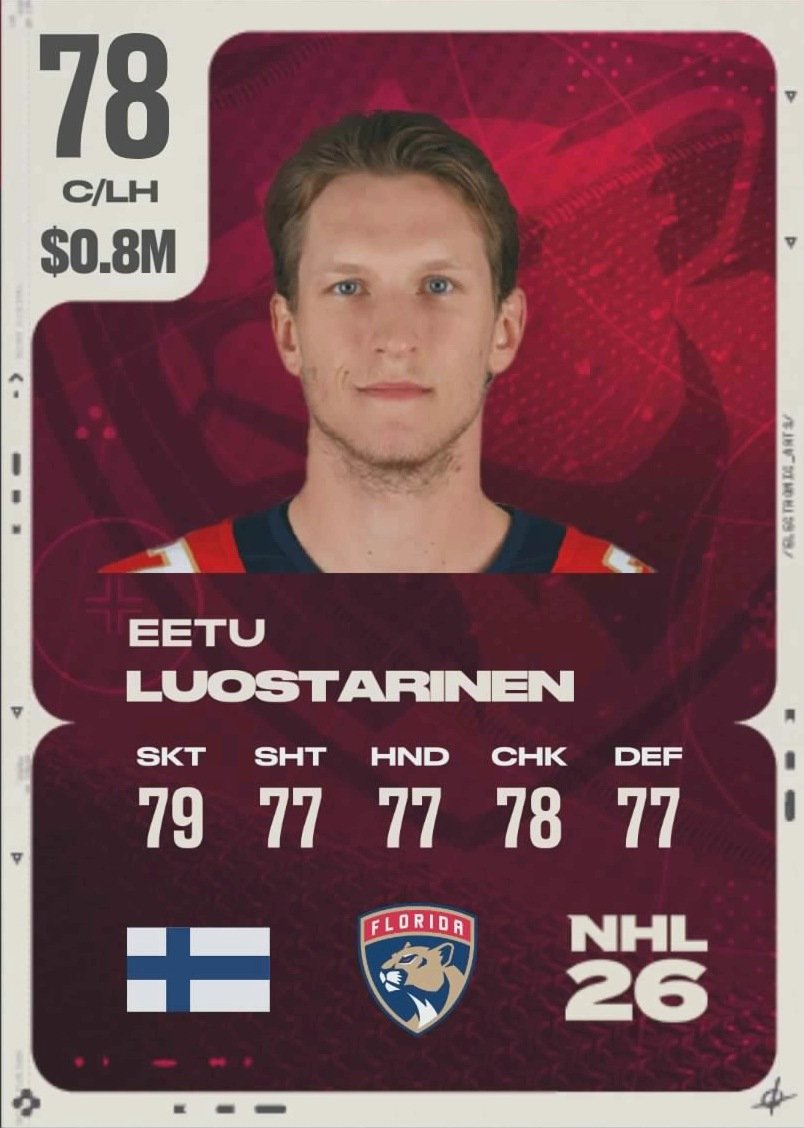 78
C/LH
$0.8M
EETU
LUOSTARINEN
SKT SHT HND CHK DEF
79 77 77 78 77
FLORIDA
NHL
26
/ELECTRONIC_ARTS/